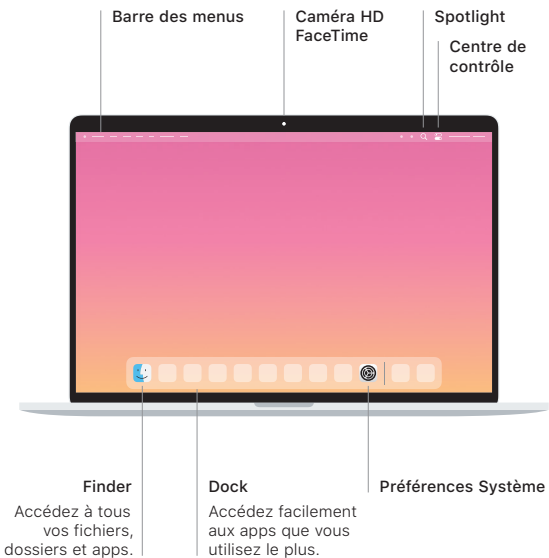 Barre des menus
Caméra HD
FaceTime
Spotlight
Centre de
contrôle
Finder
Accédez à tous
vos fichiers,
dossiers et apps.
Dock
Accédez facilement
aux apps que vous
utilisez le plus.
Préférences Système